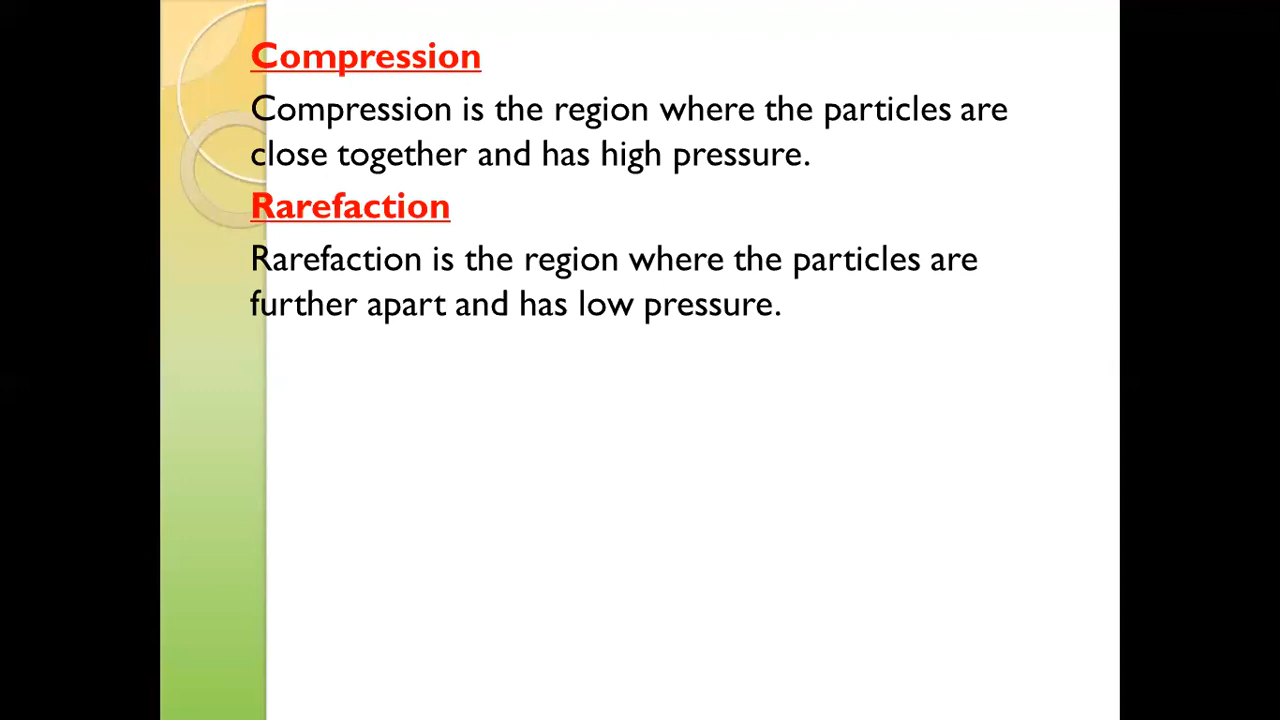 Compression
Compression is the region where the particles are
close together and has high pressure.
Rarefaction
Rarefaction is the region where the particles are
further apart and has low pressure.